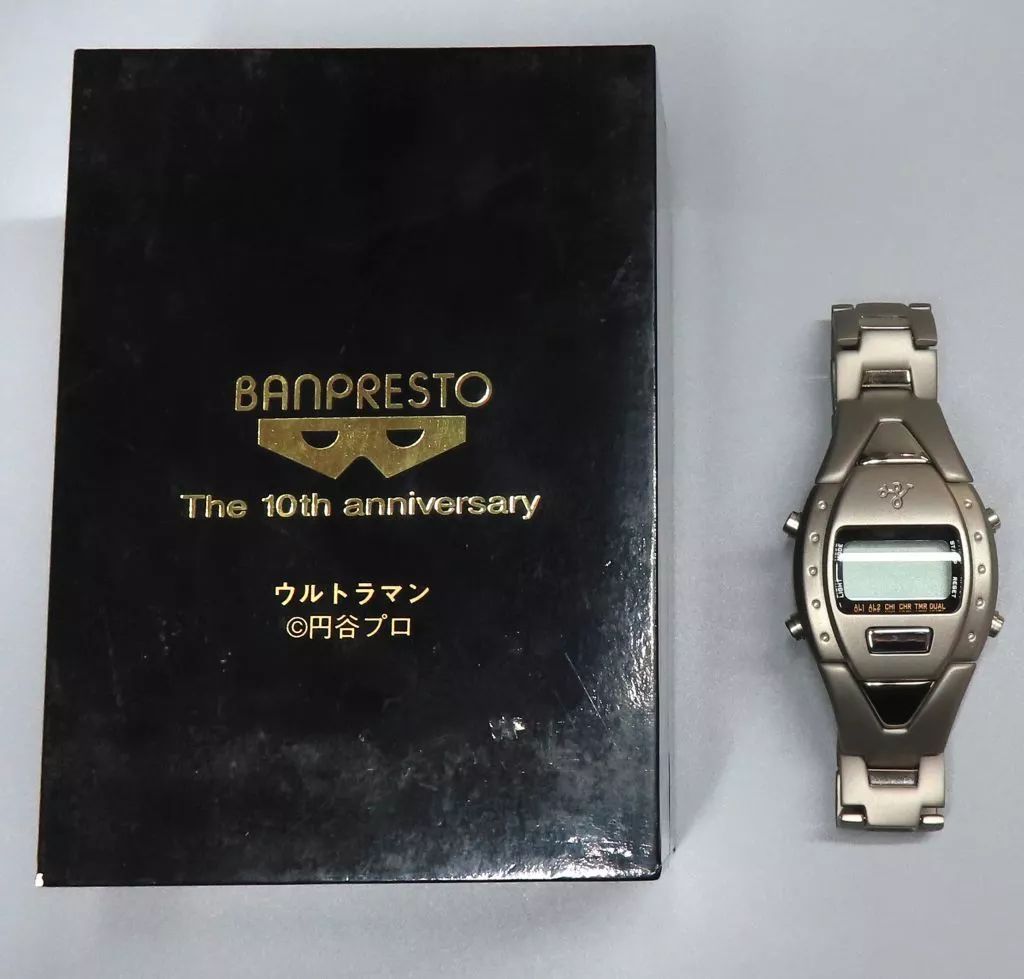 BANPRESTO
The 10th anniversary
ウルトラマン
©円谷プロ
RESET
AL1 AL2 CHI CHR TMR DUAL